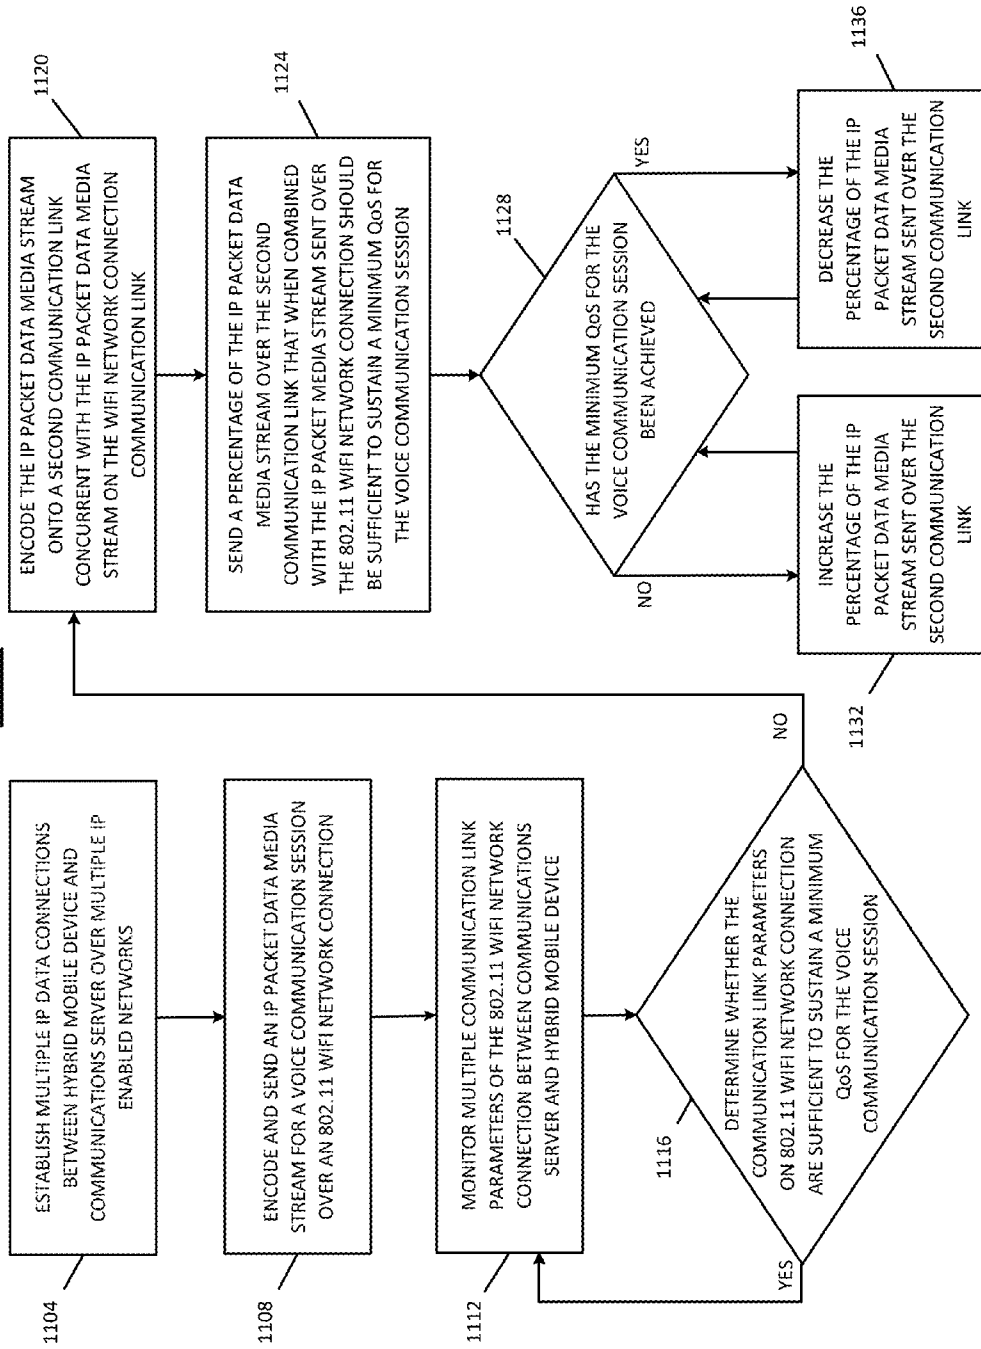 1104
ESTABLISH MULTIPLE IP DATA CONNECTIONS
BETWEEN HYBRID MOBILE DEVICE AND
COMMUNICATIONS SERVER OVER MULTIPLE IP
ENABLED NETWORKS
1108
ENCODE AND SEND AN IP PACKET DATA MEDIA
STREAM FOR A VOICE COMMUNICATION SESSION
OVER AN 802.11 WIFI NETWORK CONNECTION
1112
MONITOR MULTIPLE COMMUNICATION LINK
PARAMETERS OF THE 802.11 WIFI NETWORK
CONNECTION BETWEEN COMMUNICATIONS
SERVER AND HYBRID MOBILE DEVICE
1116
DETERMINE WHETHER THE
COMMUNICATION LINK PARAMETERS
ON 802.11 WIFI NETWORK CONNECTION
ARE SUFFICIENT TO SUSTAIN A MINIMUM
QoS FOR THE VOICE
COMMUNICATION SESSION
YES
NO
1120
ENCODE THE IP PACKET DATA MEDIA STREAM
ONTO A SECOND COMMUNICATION LINK
CONCURRENT WITH THE IP PACKET DATA MEDIA
STREAM ON THE WIFI NETWORK CONNECTION
COMMUNICATION LINK
1124
SEND A PERCENTAGE OF THE IP PACKET DATA
MEDIA STREAM OVER THE SECOND
COMMUNICATION LINK THAT WHEN COMBINED
WITH THE IP PACKET MEDIA STREAM SENT OVER
THE 802.11 WIFI NETWORK CONNECTION SHOULD
BE SUFFICIENT TO SUSTAIN A MINIMUM QoS FOR
THE VOICE COMMUNICATION SESSION
1128
HAS THE MINIMUM QoS FOR THE
VOICE COMMUNICATION SESSION
BEEN ACHIEVED
NO
YES
1132
INCREASE THE
PERCENTAGE OF THE IP
PACKET DATA MEDIA
STREAM SENT OVER THE
SECOND COMMUNICATION
LINK
1136
DECREASE THE
PERCENTAGE OF THE IP
PACKET DATA MEDIA
STREAM SENT OVER THE
SECOND COMMUNICATION
LINK